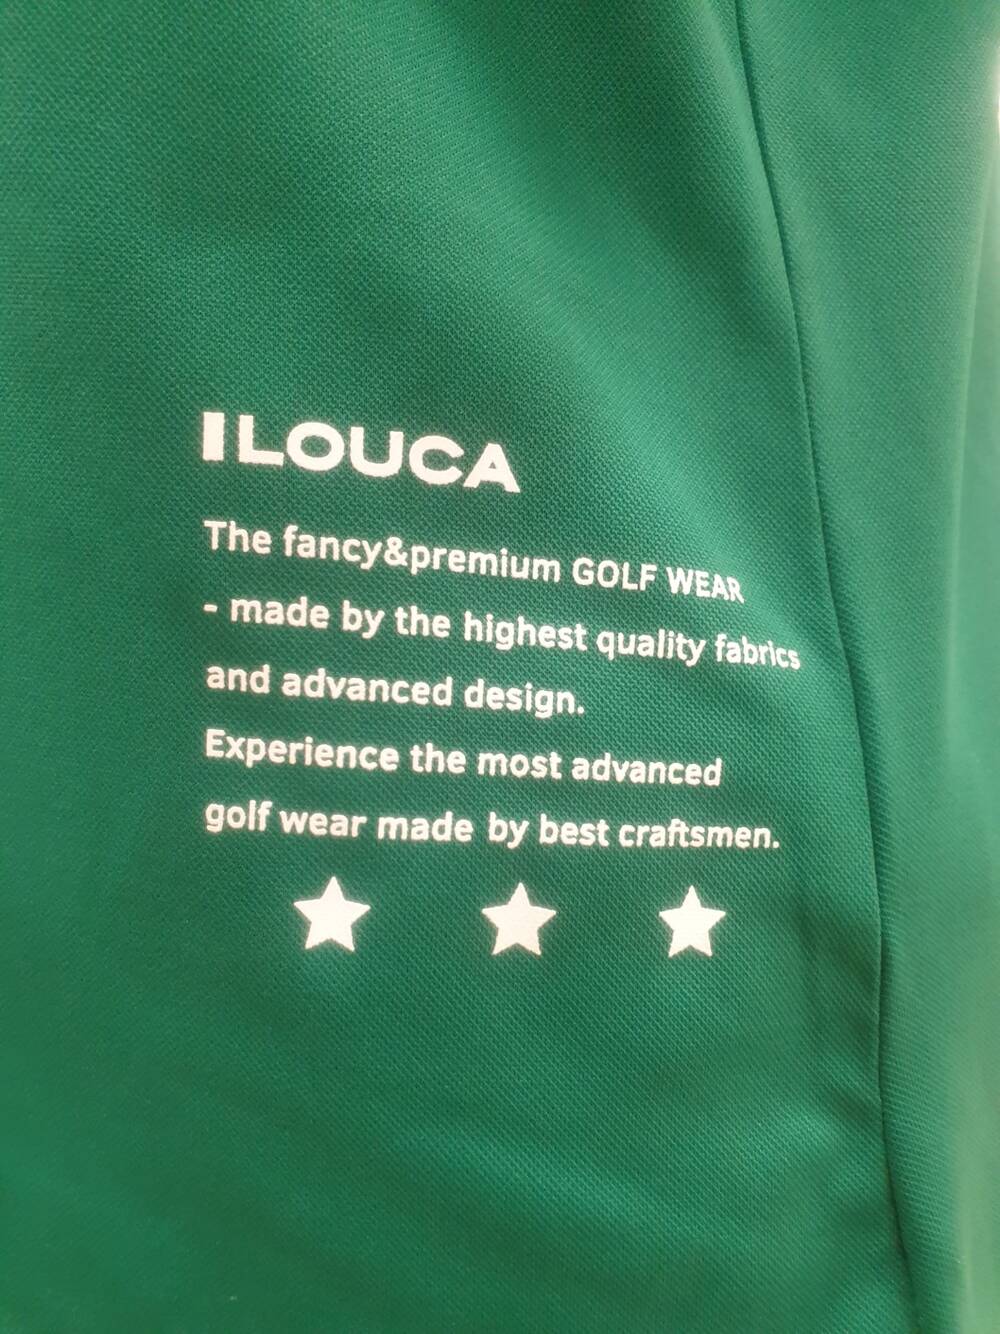 ILOUCA
The fancy&premium GOLF WEAR
- made by the highest quality fabrics
and advanced design.
Experience the most advanced
golf wear made by best craftsmen.